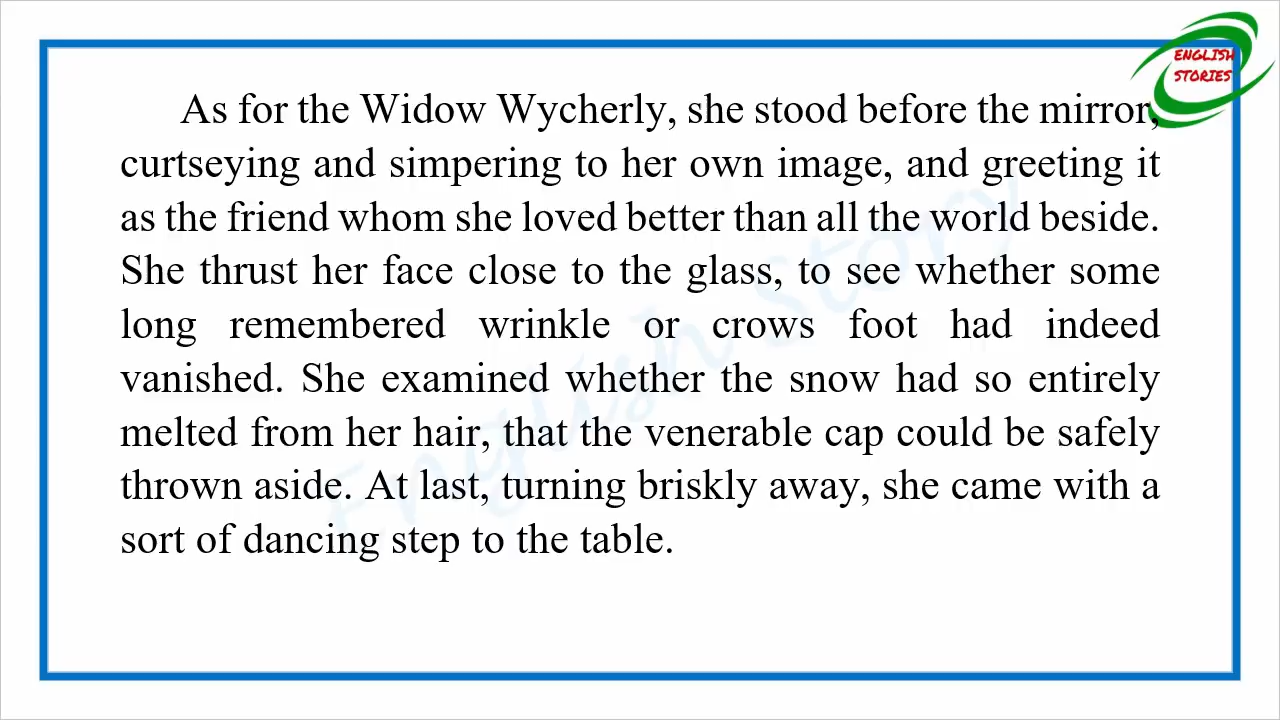 ENGLISH
STORIES
As for the Widow Wycherly, she stood before the mirror,
curtseying and simpering to her own image, and greeting it
as the friend whom she loved better than all the world beside.
She thrust her face close to the glass, to see whether some
long remembered wrinkle or crows foot had indeed
vanished. She examined whether the snow had so entirely
melted from her hair, that the venerable cap could be safely
thrown aside. At last, turning briskly away, she came with a
sort of dancing step to the table.
English Story